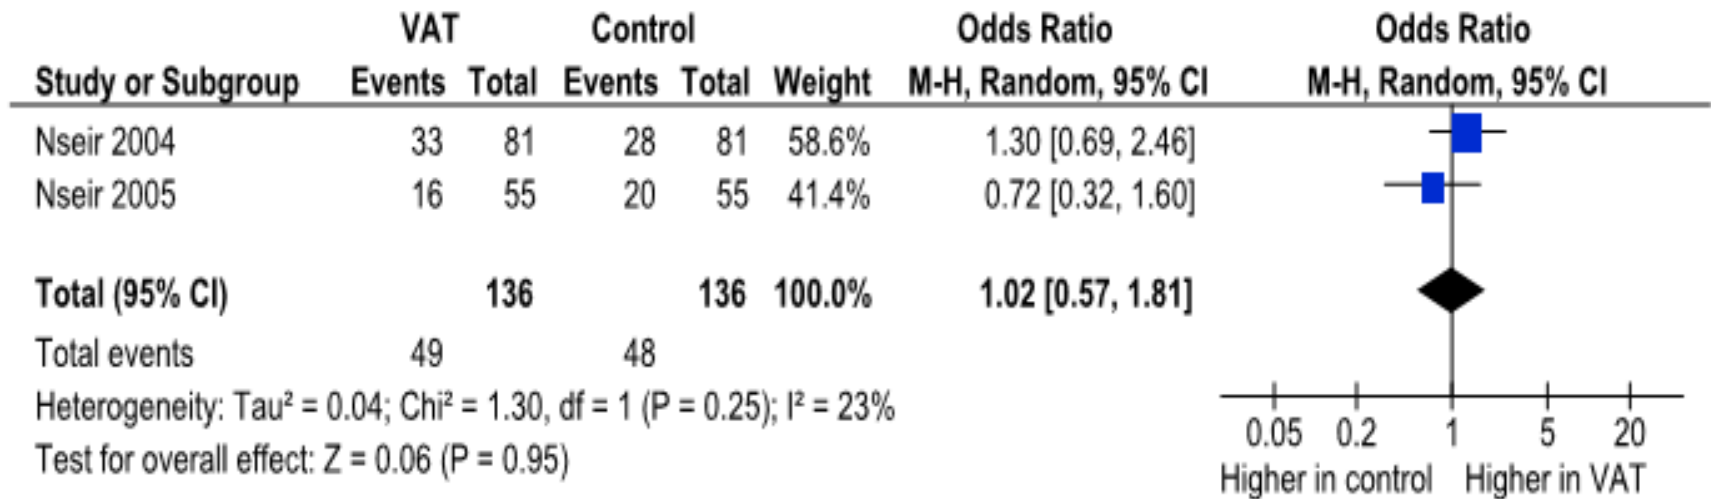 VAT Control Odds Ratio Odds Ratio
Study or Subgroup Events Total Events Total Weight M-H, Random, 95% CI M-H, Random, 95% CI
Nseir 2004 33 81 28 81 58.6% 1.30 [0.69, 2.46]
Nseir 2005 16 55 20 55 41.4% 0.72 [0.32, 1.60]
Total (95% CI) 136 136 100.0% 1.02 [0.57, 1.81]
Total events 49 48
Heterogeneity: Tau² = 0.04; Chi² = 1.30, df = 1 (P = 0.25); I² = 23%
Test for overall effect: Z = 0.06 (P = 0.95)
0.05 0.2 1 5 20
Higher in control Higher in VAT